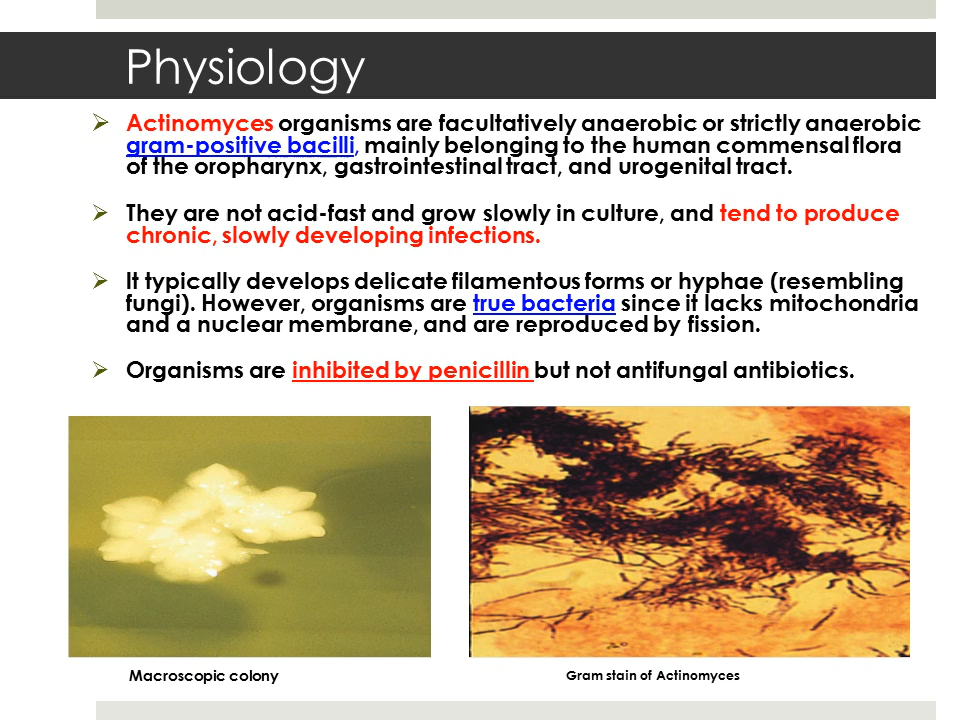 Physiology
Actinomyces organisms are facultatively anaerobic or strictly anaerobic
gram-positive bacilli, mainly belonging to the human commensal flora
of the oropharynx, gastrointestinal tract, and urogenital tract.
They are not acid-fast and grow slowly in culture, and tend to produce
chronic, slowly developing infections.
It typically develops delicate filamentous forms or hyphae (resembling
fungi). However, organisms are true bacteria since it lacks mitochondria
and a nuclear membrane, and are reproduced by fission.
Organisms are inhibited by penicillin but not antifungal antibiotics.
Macroscopic colony
Gram stain of Actinomyces